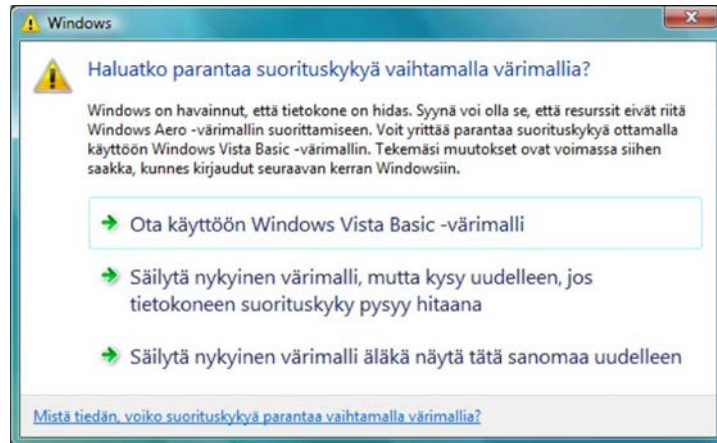 Windows
Haluatko parantaa suorituskykyä vaihtamalla värimallia?
Windows on havainnut, että tietokone on hidas. Syynä voi olla se, että resurssit eivät riitä
Windows Aero -värimallin suorittamiseen. Voit yrittää parantaa suorituskykyä ottamalla
käyttöön Windows Vista Basic -värimallin. Tekemäsi muutokset ovat voimassa siihen
saakka, kunnes kirjaudut seuraavan kerran Windowsiin.
Ota käyttöön Windows Vista Basic -värimalli
Säilytä nykyinen värimalli, mutta kysy uudelleen, jos
tietokoneen suorituskyky pysyy hitaana
Säilytä nykyinen värimalli äläkä näytä tätä sanomaa uudelleen
Mistä tiedän, voiko suorituskykyä parantaa vaihtamalla värimallia?